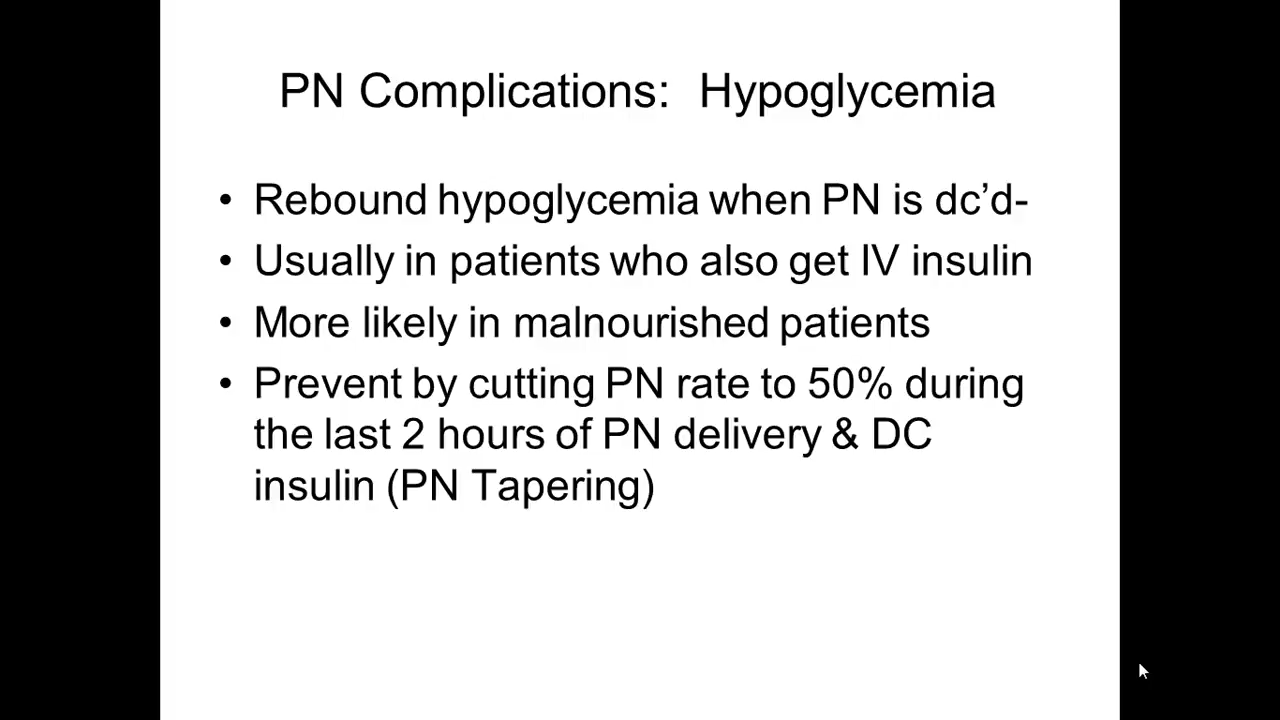 PN Complications: Hypoglycemia
• Rebound hypoglycemia when PN is dc’d-
• Usually in patients who also get IV insulin
• More likely in malnourished patients
• Prevent by cutting PN rate to 50% during
the last 2 hours of PN delivery & DC
insulin (PN Tapering)